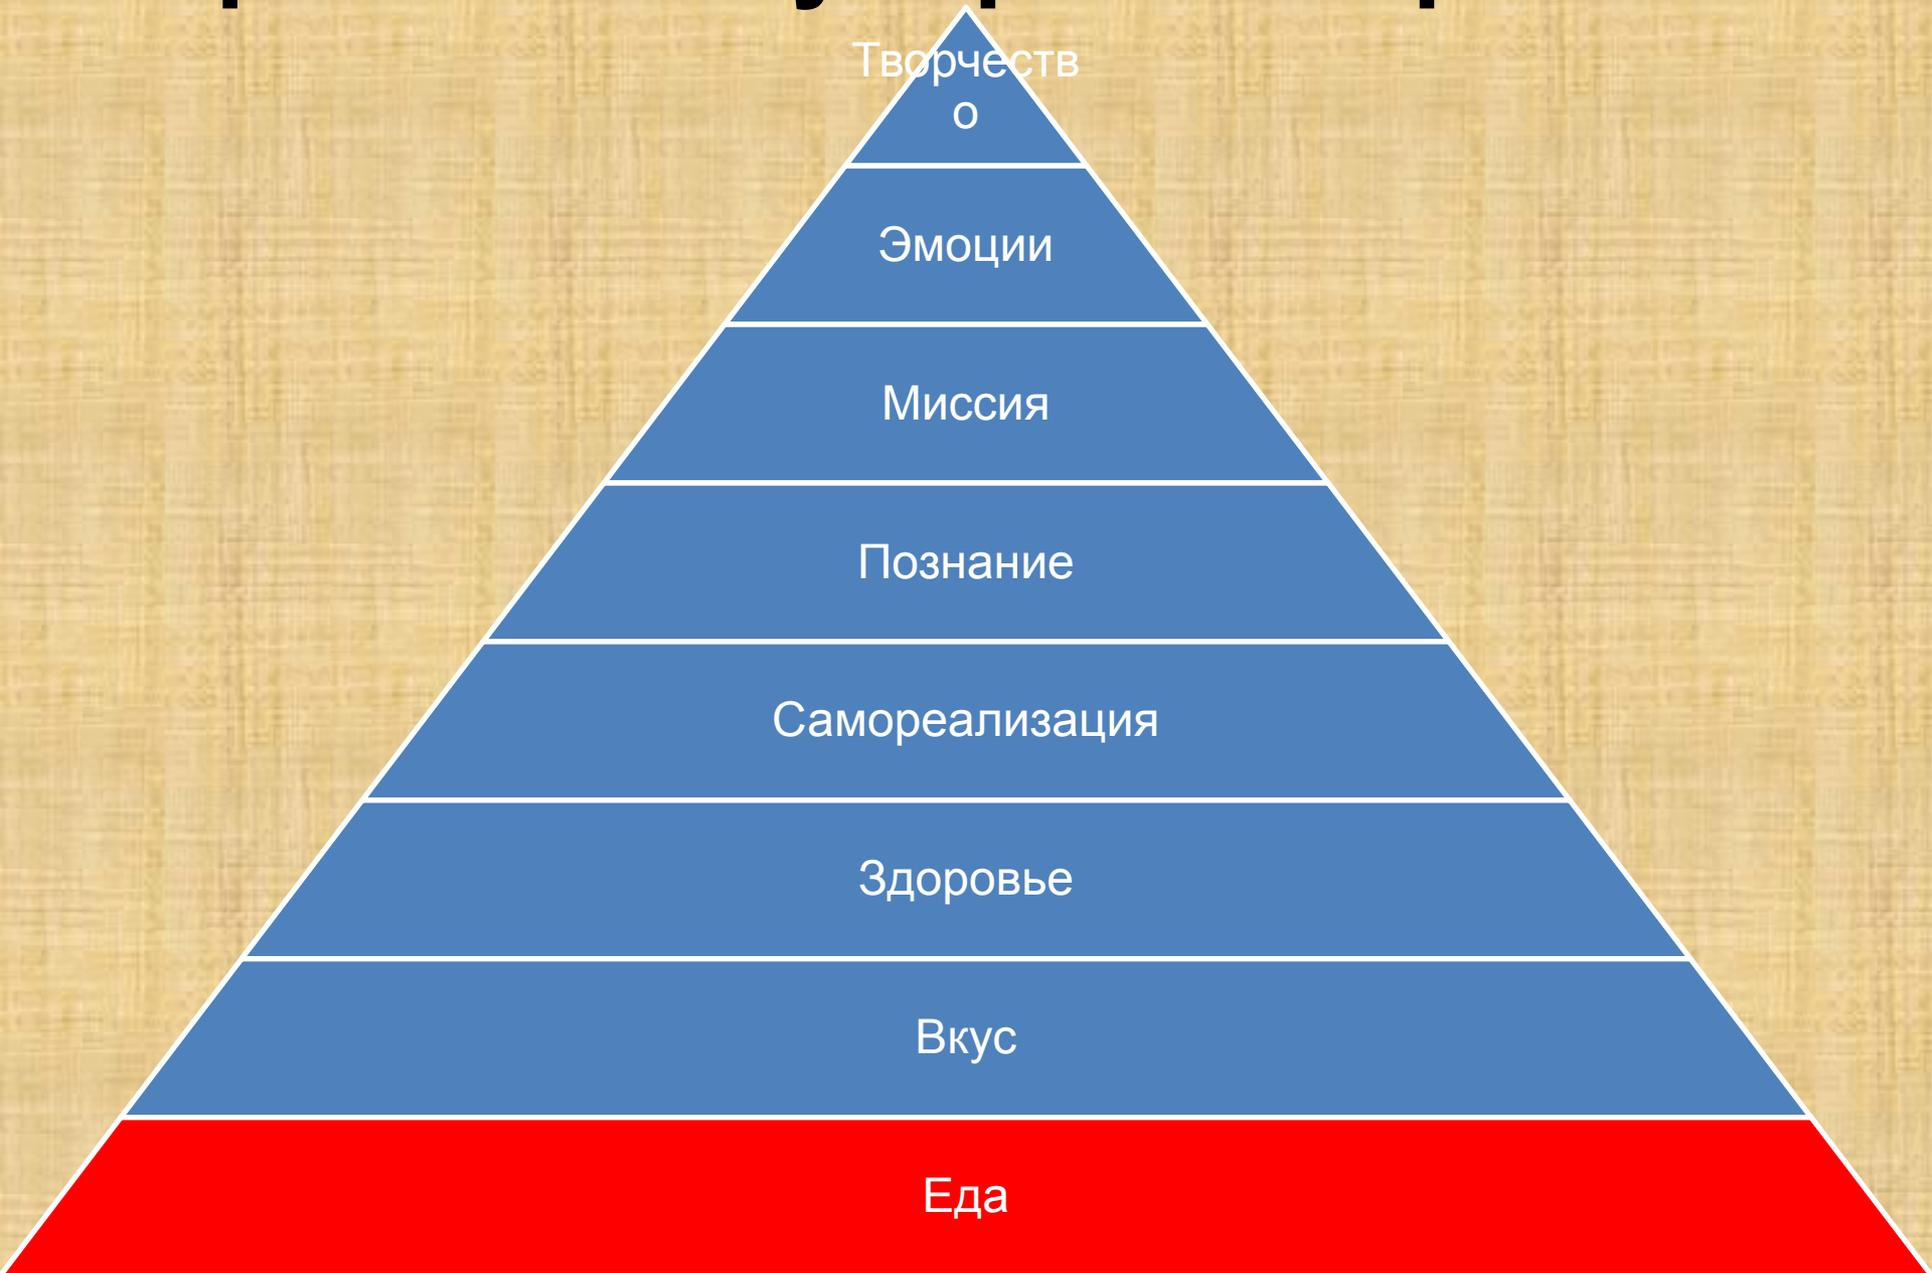 Творчеств
о
Эмоции
Миссия
Познание
Самореализация
Здоровье
Вкус
Еда